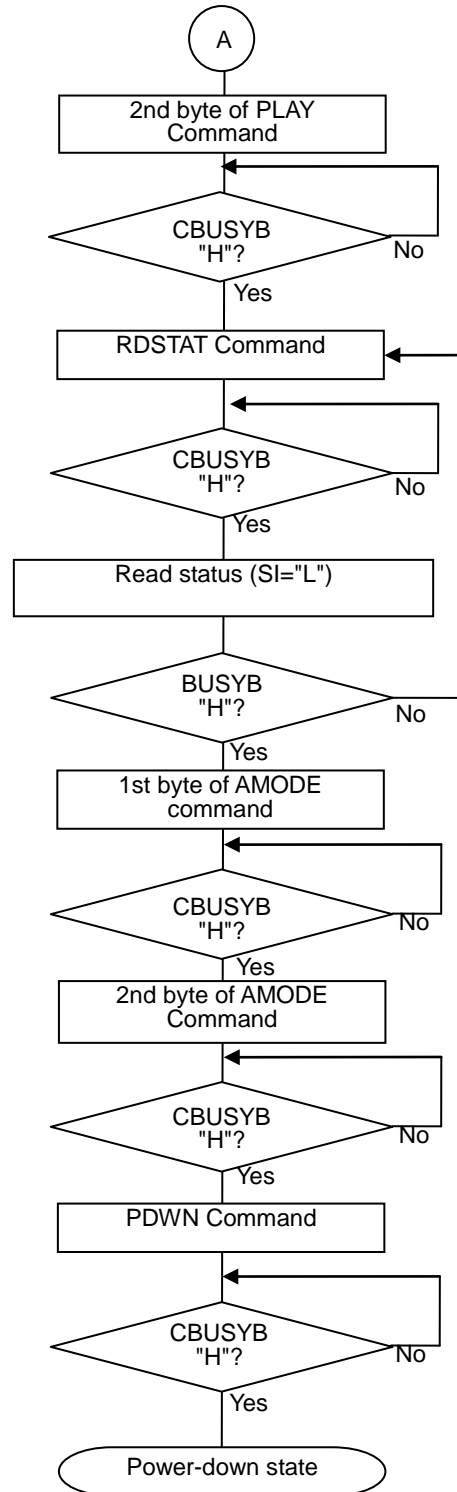 A
2nd byte of PLAY
Command
CBUSYB
"H"?
No
Yes
RDSTAT Command
CBUSYB
"H"?
No
Yes
Read status (SI="L")
BUSYB
"H"?
No
Yes
1st byte of AMODE
command
CBUSYB
"H"?
No
Yes
2nd byte of AMODE
Command
CBUSYB
"H"?
No
Yes
PDWN Command
CBUSYB
"H"?
No
Yes
Power-down state